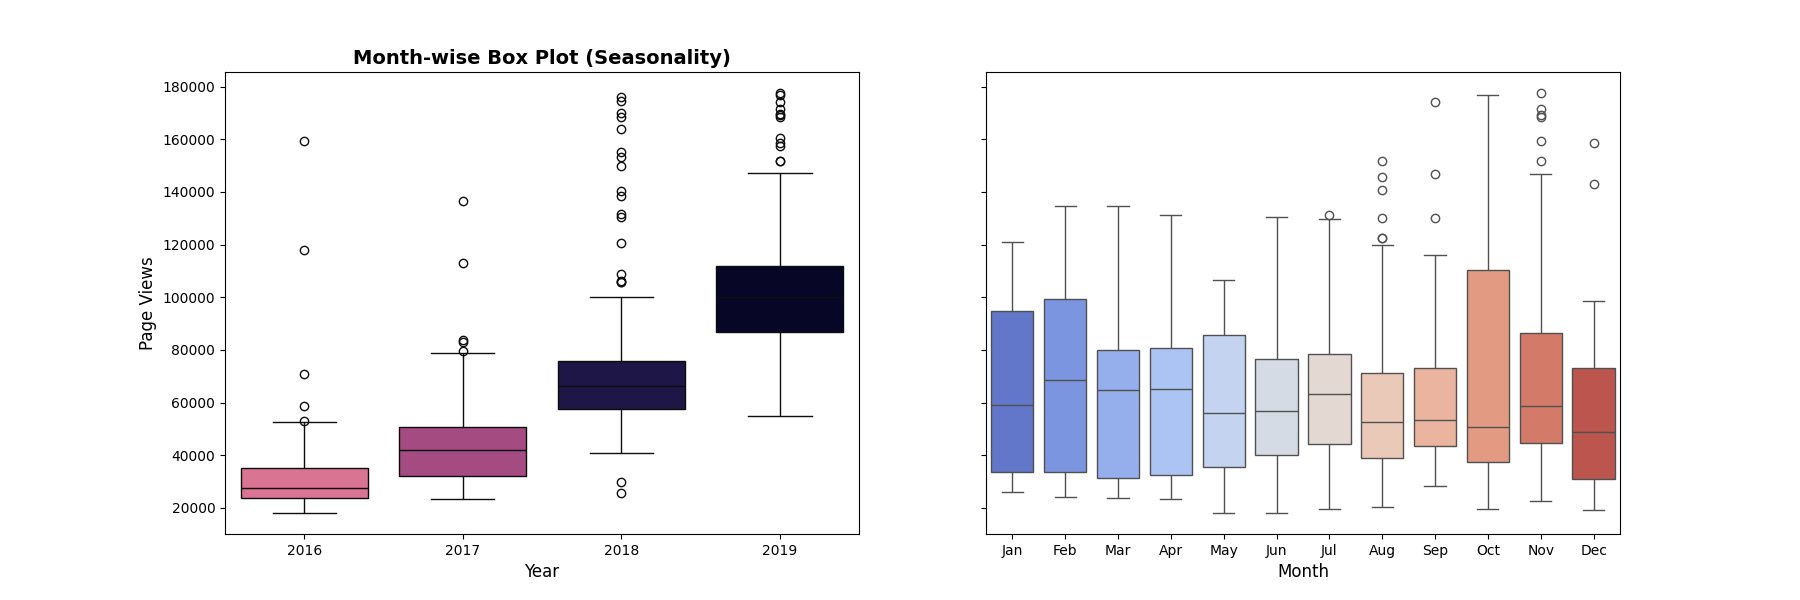 Month-wise Box Plot (Seasonality)
180000
160000
140000
120000
100000
80000
60000
40000
20000
Page Views
2016 2017 2018 2019
Year
Jan Feb Mar Apr May Jun Jul Aug Sep Oct Nov Dec
Month